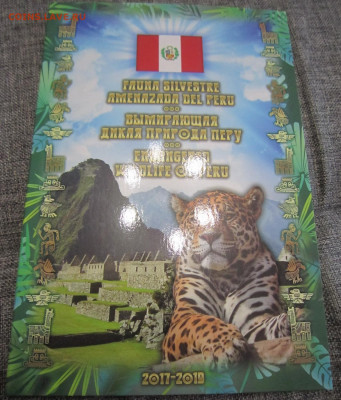 FAUNA SILVESTRE
AMENAZADA DEL PERU
ВЫМИРАЮЩАЯ
ДИКАЯ ПРИРОДА ПЕРУ
WILDLIFE OF PERU
2017-2019